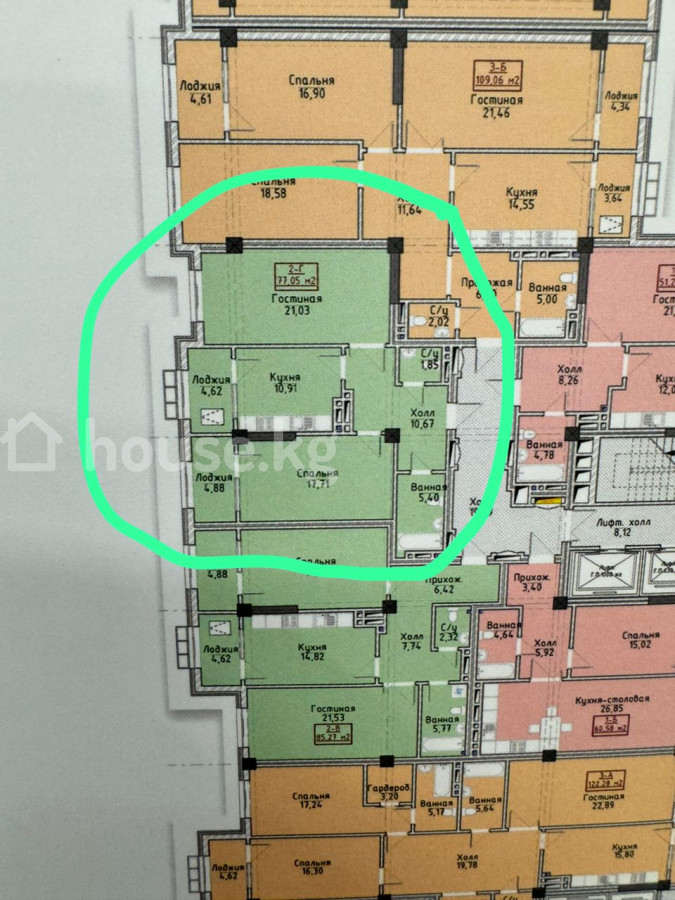 Лоджия
4,61
Спальня
16,90
3-Б
109,06 м2
Гостиная
21,46
Лоджия
4,34
Спальня
18,58
11,64
Кухня
14,55
Лоджия
3,64
2-Г
77,05 м2
Гостиная
21,03
Прихожая
Ванная
5,00
С/у
2,02
Лоджия
4,62
Кухня
10,91
С/у
1,85
Холл
10,67
Холл
8,26
Ванная
4,78
house.kg
Лоджия
4,88
Спальня
17,71
Ванная
5,40
Лифт. холл
8,12
4,88
Спальня
Прихож.
6,42
Прихож.
3,40
Лоджия
4,62
Кухня
14,82
Холл
7,74
С/у
2,32
Ванная
4,64
Холл
5,92
Спальня
15,02
21,53
2-В
85,27 м2
Ванная
5,77
Кухня-столовая
26,85
1-Б
60,58 м2
Спальня
17,24
Гардероб.
3,20
Ванная
5,17
Ванная
5,64
3-А
122,28 м2
Гостиная
22,89
Лоджия
4,62
Спальня
16,30
Холл
19,78
Кухня
15,80
С/у